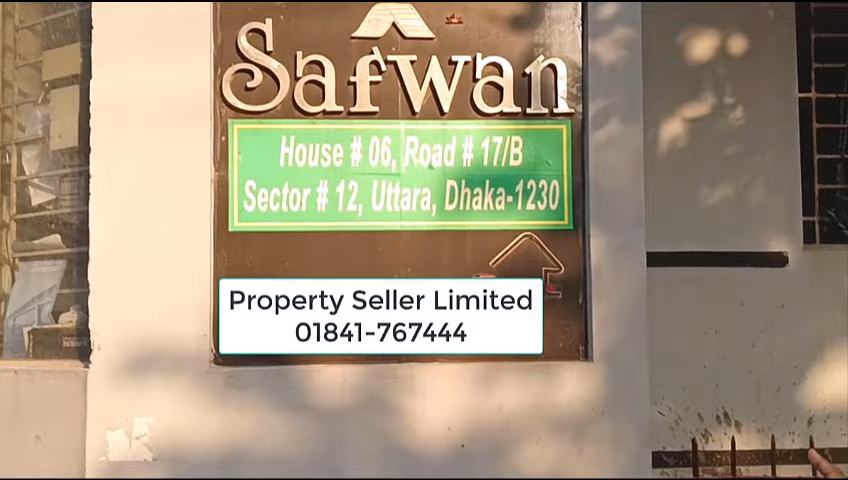 Safwan
House # 06, Road # 17/B
Sector # 12, Uttara, Dhaka-1230
Property Seller Limited
01841-767444